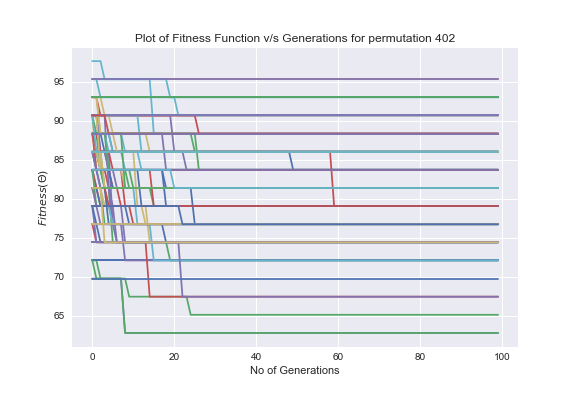 Plot of Fitness Function v/s Generations for permutation 402
95
90
85
80
75
70
65
Fitness(Θ)
0 20 40 60 80 100
No of Generations